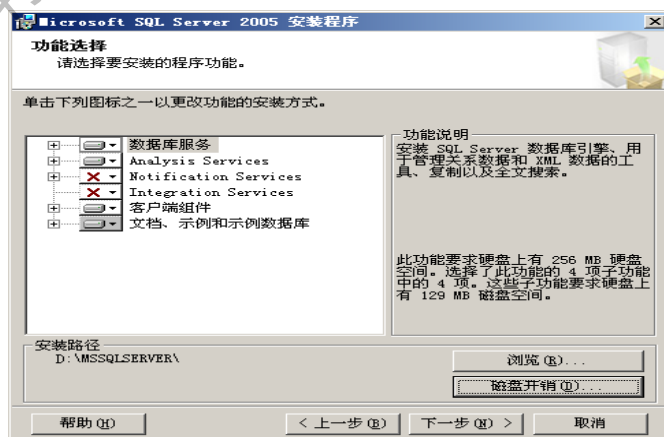 Microsoft SQL Server 2005 安装程序
功能选择
请选择要安装的程序功能。
单击下列图标之一以更改功能的安装方式。
数据库服务
Analysis Services
Notification Services
Integration Services
客户端组件
文档、示例和示例数据库
功能说明
安装 SQL Server 数据库引擎、用
于管理关系数据和 XML 数据的工
具、复制以及全文搜索。
此功能要求硬盘上有 256 MB 硬盘
空间。选择了此功能的 4 项子功能
中的 4 项。这些子功能要求硬盘上
有 129 MB 磁盘空间。
安装路径
D:\MSSQLSERVER\
浏览(R)...
磁盘开销(D)...
帮助(H)
< 上一步(B)
下一步(N) >
取消